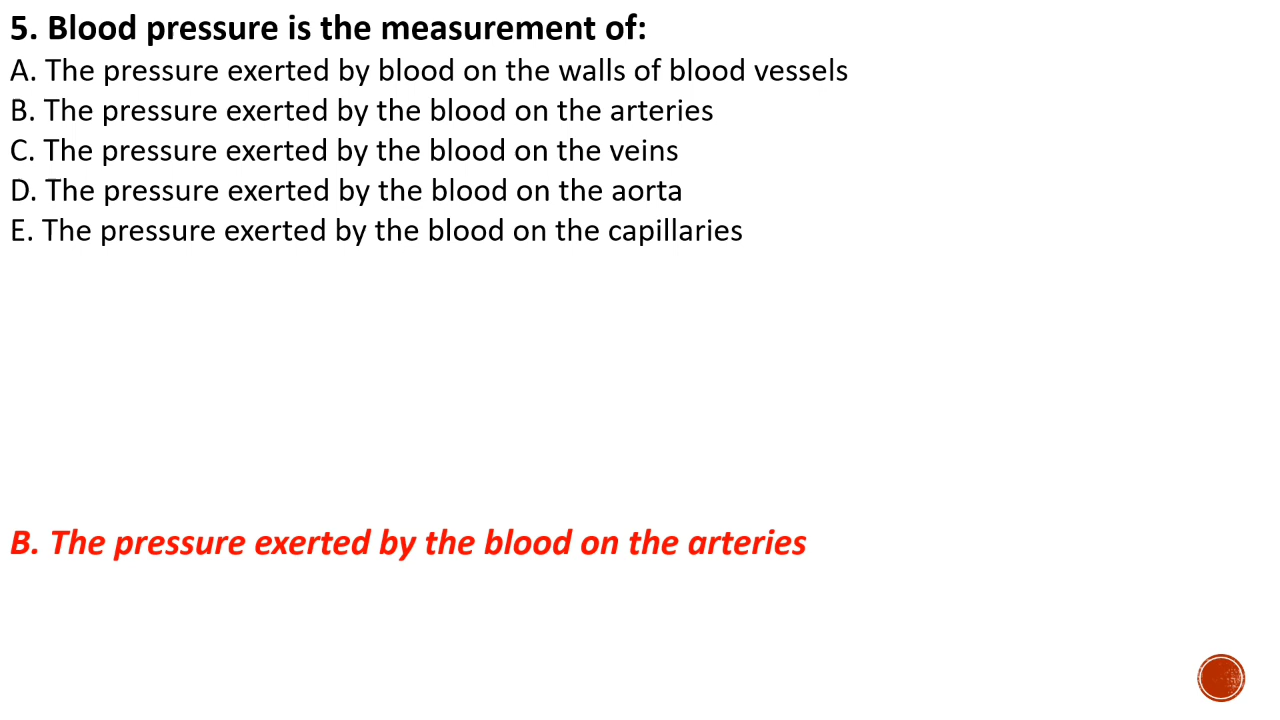 5. Blood pressure is the measurement of:
A. The pressure exerted by blood on the walls of blood vessels
B. The pressure exerted by the blood on the arteries
C. The pressure exerted by the blood on the veins
D. The pressure exerted by the blood on the aorta
E. The pressure exerted by the blood on the capillaries
B. The pressure exerted by the blood on the arteries